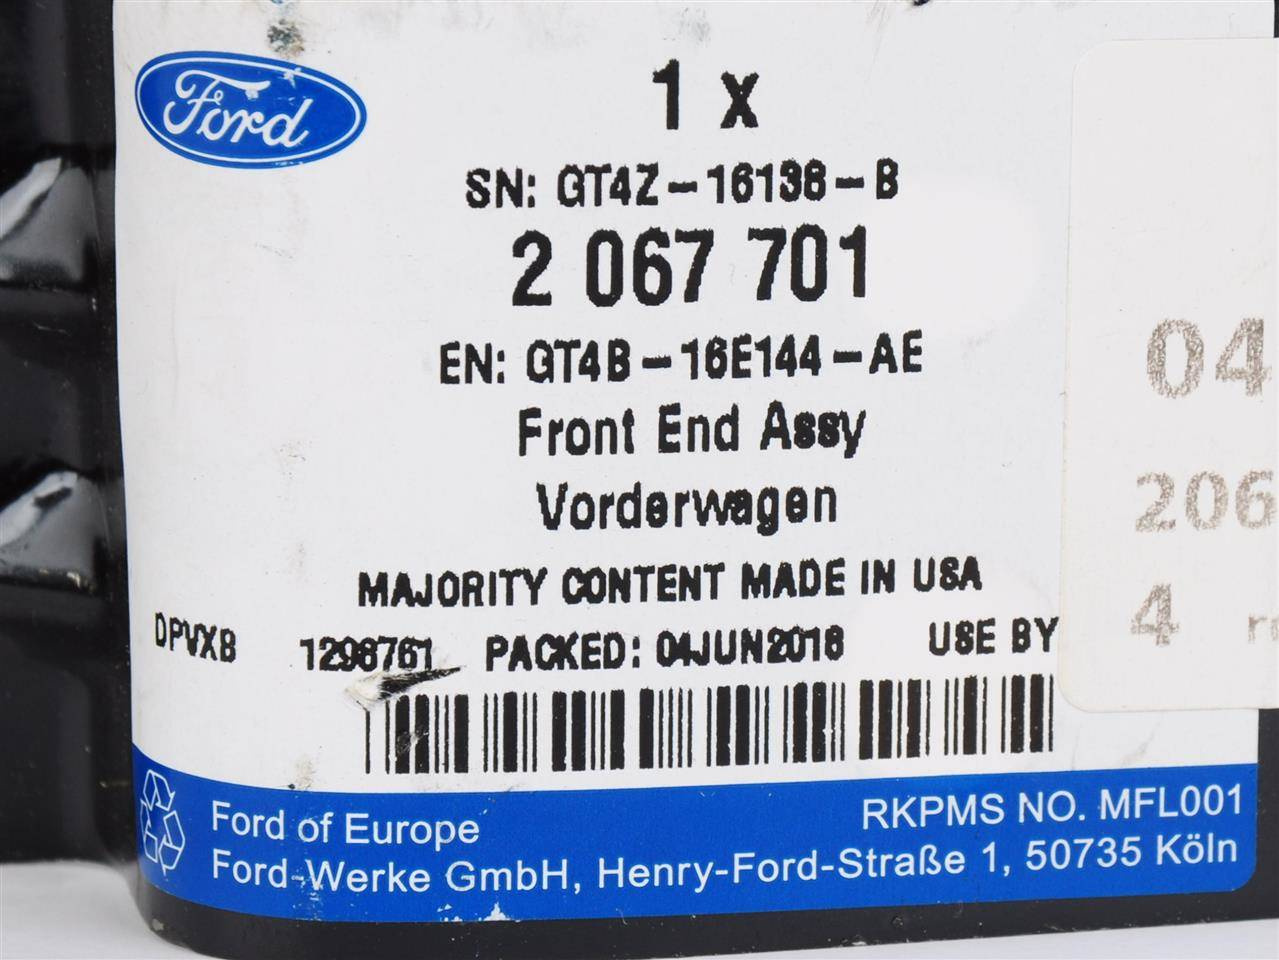 Ford
1 x
SN: GT4Z-16138-B
2 067 701
EN: GT4B-16E144-AE
Front End Assy
Vorderwagen
MAJORITY CONTENT MADE IN USA
DPVXB 1298761 PACKED: 04JUN2018 USE BY
04
206
4
Ford of Europe
RKPMS NO. MFL001
Ford-Werke GmbH, Henry-Ford-Straße 1, 50735 Köln